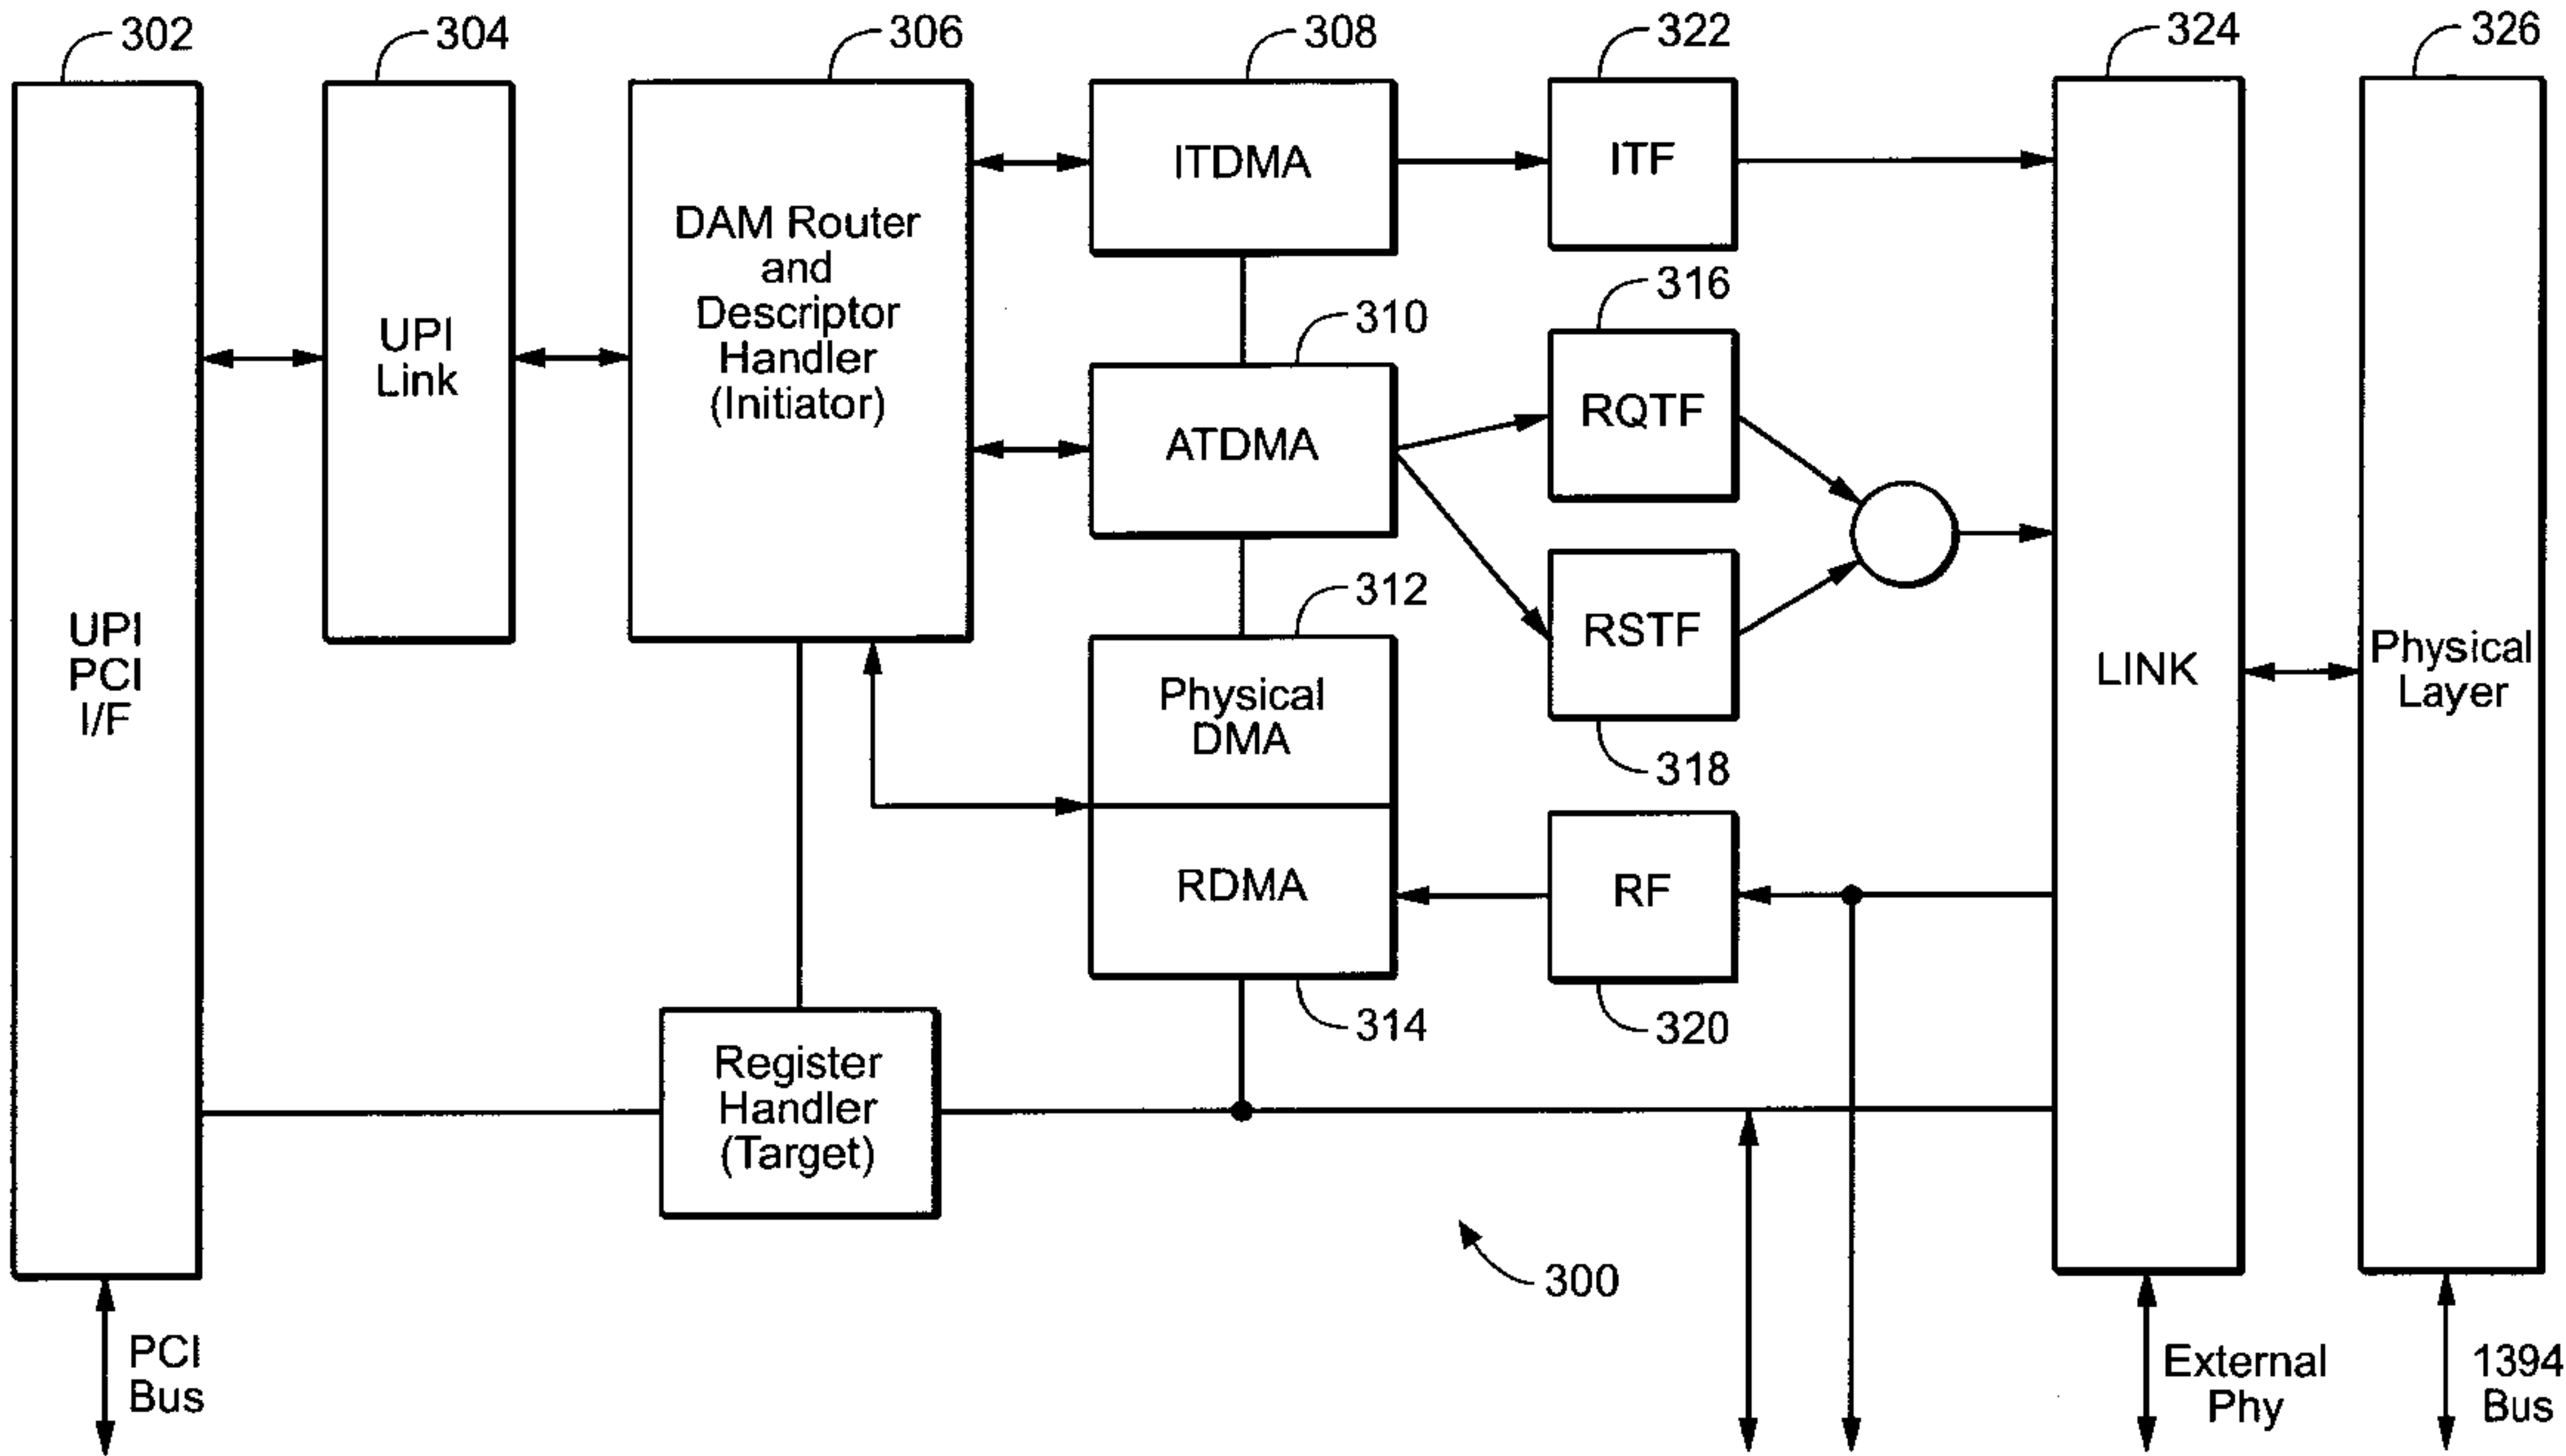 302
304
306
308
322
324
326
UPI
PCI
I/F
UPI
Link
DAM Router
and
Descriptor
Handler
(Initiator)
ITDMA
ITF
316
310
RQTF
ATDMA
312
RSTF
Physical
DMA
318
LINK
Physical
Layer
RDMA
RF
314
320
Register
Handler
(Target)
300
PCI
Bus
External
Phy
1394
Bus